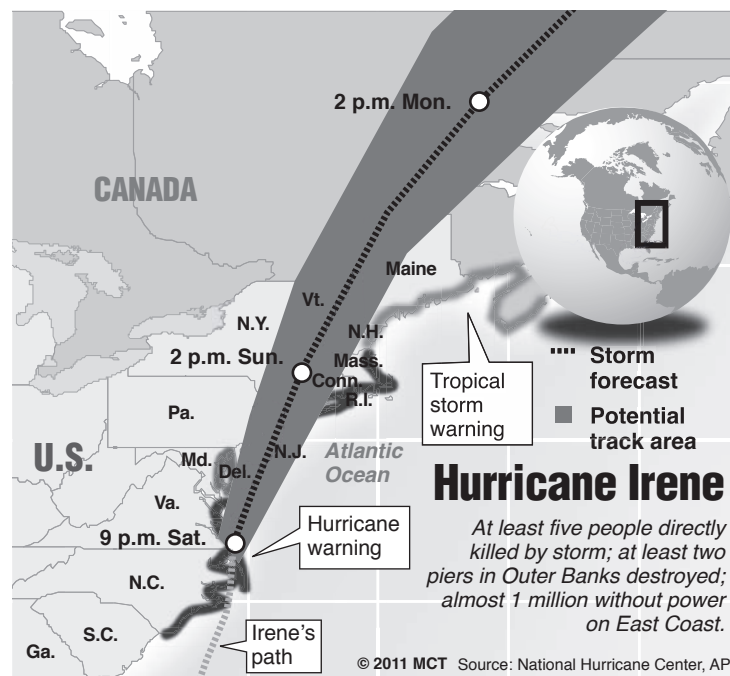 2 p.m. Mon.
CANADA
Maine
Vt.
N.Y.
N.H.
2 p.m. Sun.
Mass.
Conn.
R.I.
Tropical
storm
warning
Storm
forecast
Potential
track area
Pa.
U.S.
Md.
Del.
N.J.
Atlantic
Ocean
Va.
9 p.m. Sat.
Hurricane
warning
N.C.
S.C.
Ga.
Irene's
path
Hurricane Irene
At least five people directly
killed by storm; at least two
piers in Outer Banks destroyed;
almost 1 million without power
on East Coast.
© 2011 MCT Source: National Hurricane Center, AP